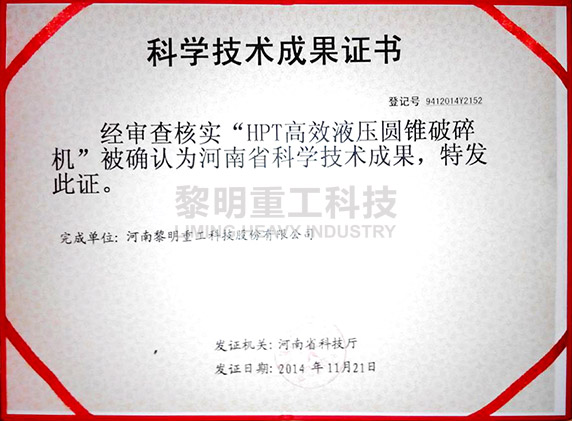 科学技术成果证书
登记号 9412014Y2152
经审查核实“HPT高效液压圆锥破碎
机”被确认为河南省科学技术成果，特发
此证。
黎明重工科技
LIMING HEAVY INDUSTRY
完成单位：河南黎明重工科技股份有限公司
发证机关：河南省科技厅
发证日期：2014 年11月21日